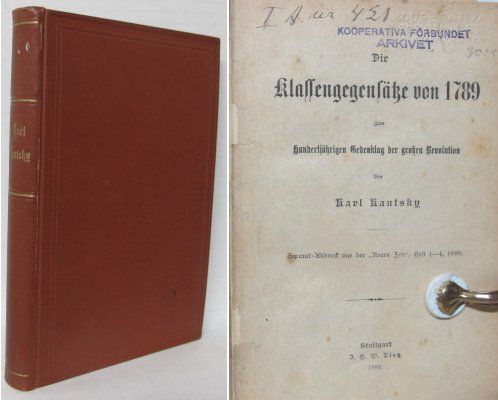 Karl
Kautsky
I A. nr 421
KOOPERATIVA FÖRBUNDET
ARKIVET
Die
Klassengegensätze von 1789
Zum
hundertjährigen Gedenktag der großen Revolution
Von
Karl Kautsky
Separat-Abdruck aus der „Neuen Zeit“, Heft 1—4, 1889.
Stuttgart
J. H. W. Dietz
1889.